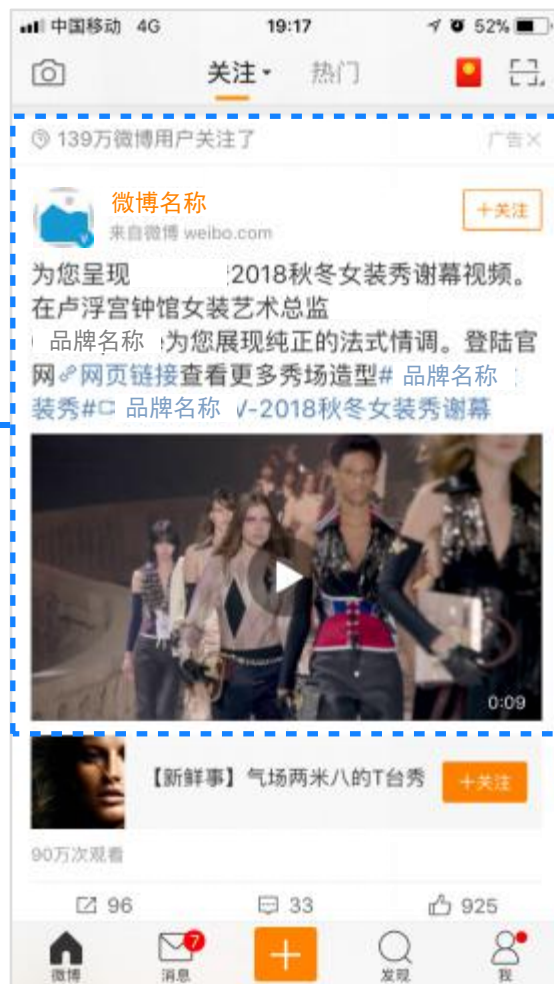 中国移动 4G 19:17 52%
关注 热门
139万微博用户关注了 广告
微博名称
+关注
来自微博 weibo.com
为您呈现 2018秋冬女装秀谢幕视频。
在卢浮宫钟馆女装艺术总监
品牌名称 为您展现纯正的法式情调。登陆官
网网页链接查看更多秀场造型# 品牌名称
装秀# 品牌名称 V-2018秋冬女装秀谢幕
0:09
【新鲜事】气场两米八的T台秀 +关注
90万次观看
96 33 925
7
微博 消息 发现 我